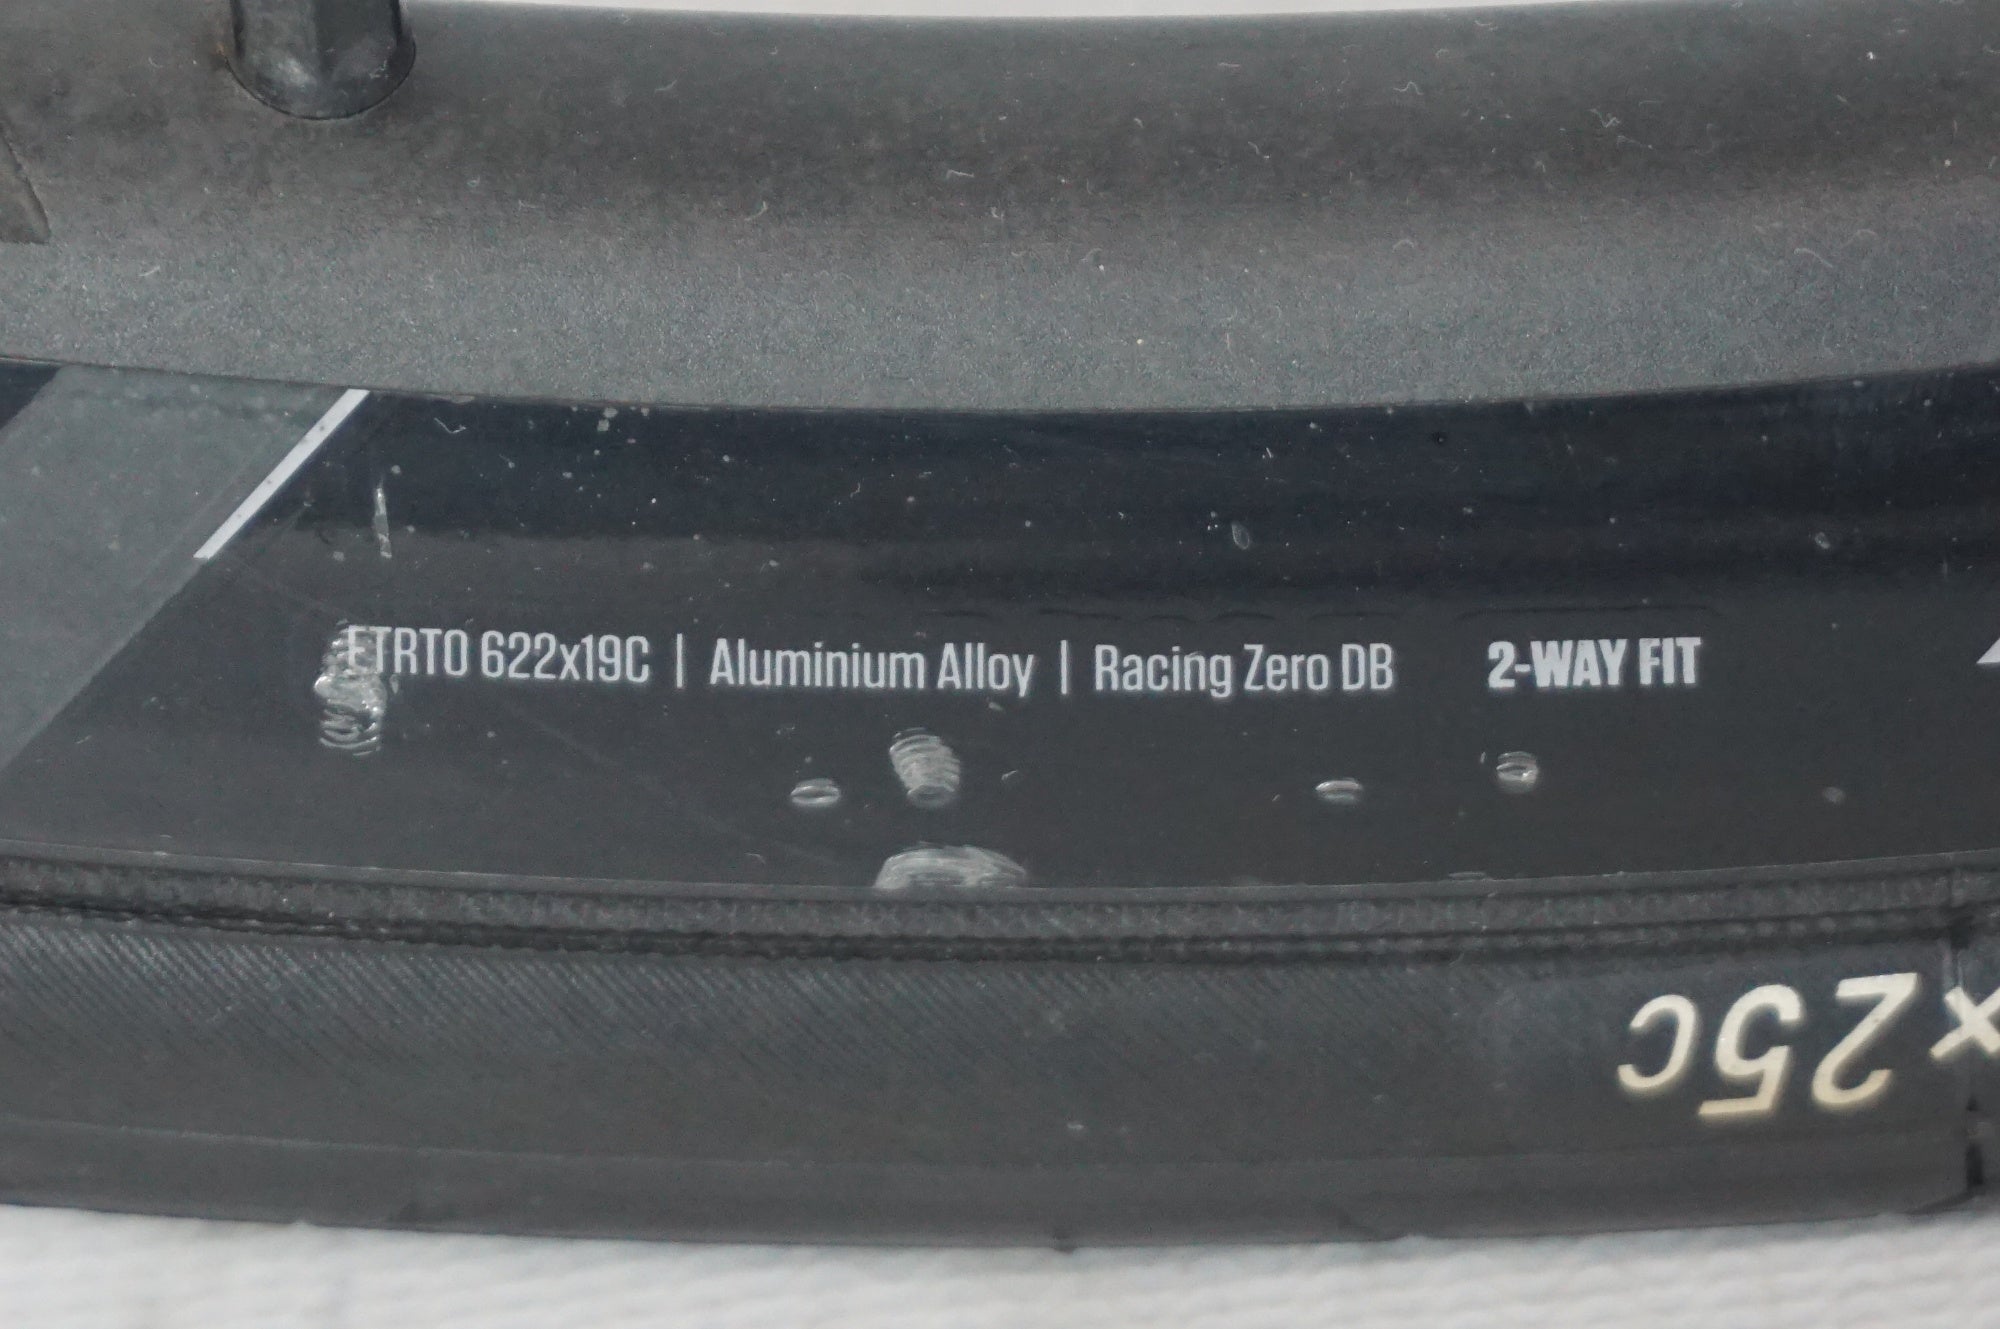 ETRTO 622x19C | Aluminium Alloy | Racing Zero DB 2-WAY FIT
x25c